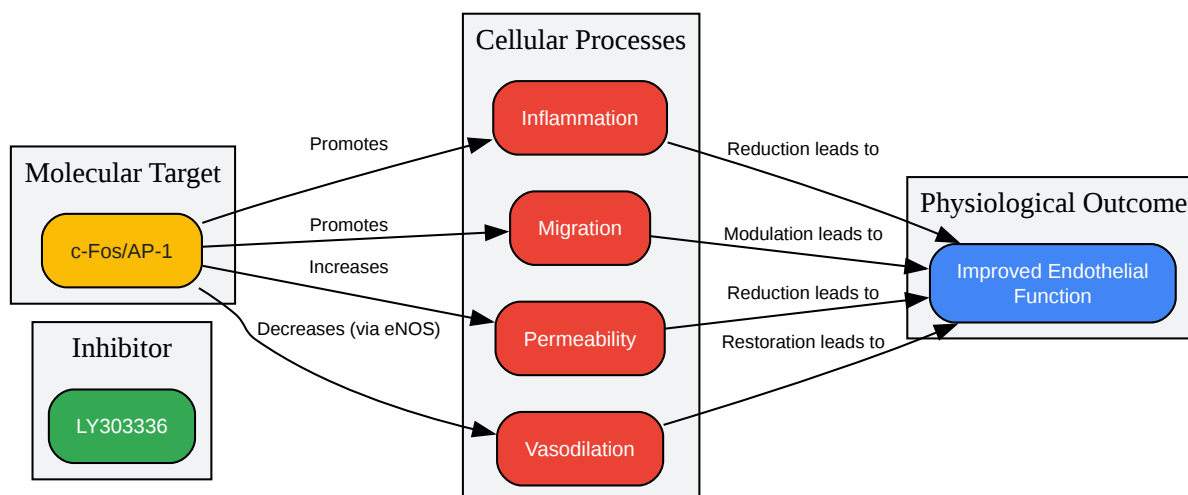 Cellular Processes
Inflammation
Promotes
Reduction leads to
Molecular Target
Physiological Outcome
c-Fos/AP-1
Promotes
Migration
Modulation leads to
Improved Endothelial
Function
Increases
Reduction leads to
Decreases (via eNOS)
Permeability
Restoration leads to
Inhibitor
LY303336
Vasodilation